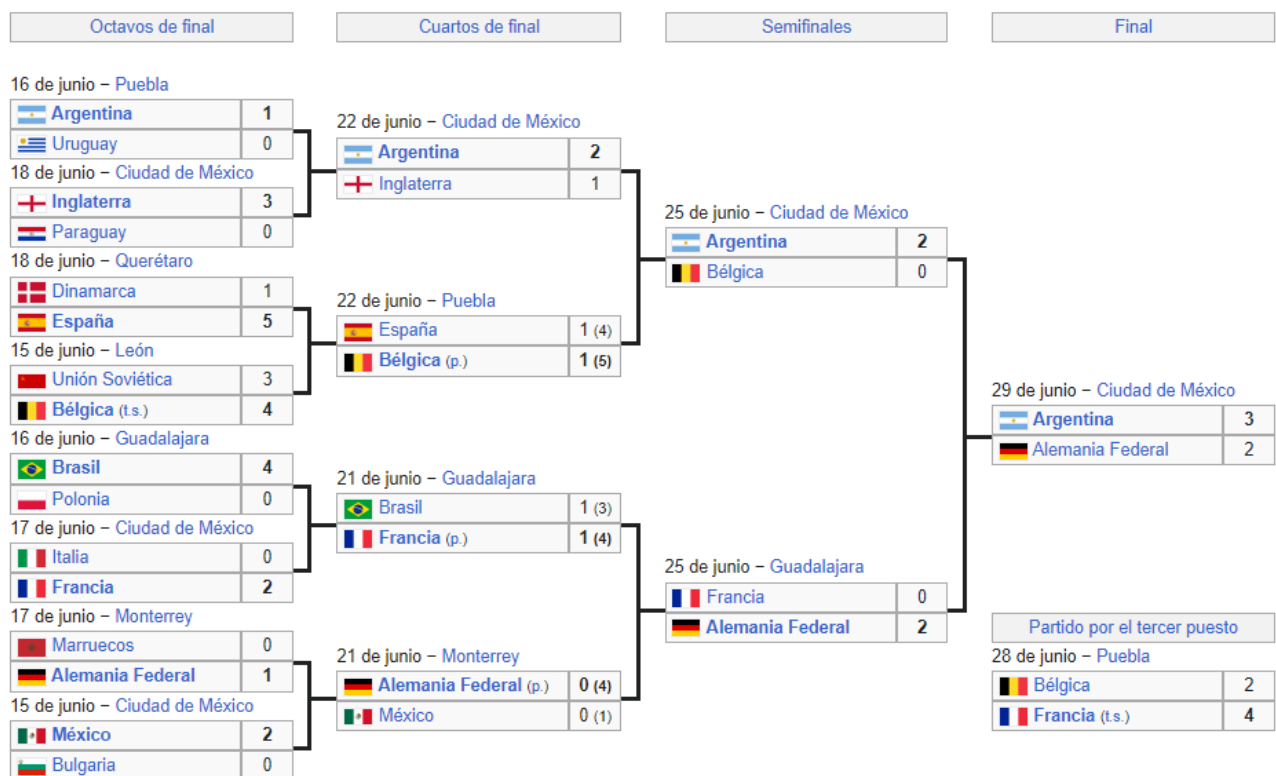 Octavos de final
Cuartos de final
Semifinales
Final
16 de junio – Puebla
Argentina 1
Uruguay 0
18 de junio – Ciudad de México
Inglaterra 3
Paraguay 0
18 de junio – Querétaro
Dinamarca 1
España 5
15 de junio – León
Unión Soviética 3
Bélgica (t.s.) 4
16 de junio – Guadalajara
Brasil 4
Polonia 0
17 de junio – Ciudad de México
Italia 0
Francia 2
17 de junio – Monterrey
Marruecos 0
Alemania Federal 1
15 de junio – Ciudad de México
México 2
Bulgaria 0
22 de junio – Ciudad de México
Argentina 2
Inglaterra 1
22 de junio – Puebla
España 1 (4)
Bélgica (p.) 1 (5)
21 de junio – Guadalajara
Brasil 1 (3)
Francia (p.) 1 (4)
21 de junio – Monterrey
Alemania Federal (p.) 0 (4)
México 0 (1)
25 de junio – Ciudad de México
Argentina 2
Bélgica 0
25 de junio – Guadalajara
Francia 0
Alemania Federal 2
29 de junio – Ciudad de México
Argentina 3
Alemania Federal 2
Partido por el tercer puesto
28 de junio – Puebla
Bélgica 2
Francia (t.s.) 4